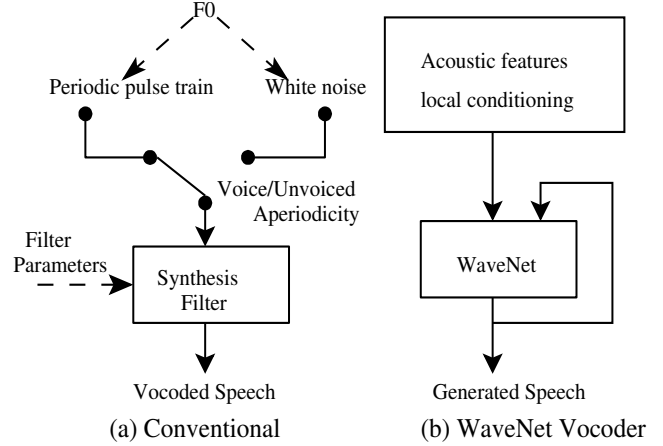 F0
Periodic pulse train
White noise
Voice/Unvoiced
Aperiodicity
Filter
Parameters
Synthesis
Filter
Vocoded Speech
(a) Conventional
Acoustic features
local conditioning
WaveNet
Generated Speech
(b) WaveNet Vocoder